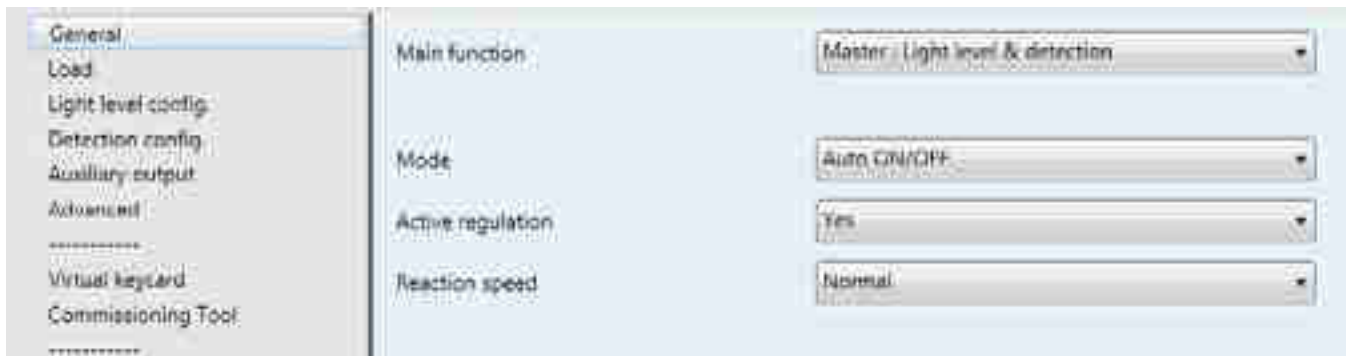 General
Load
Light level config.
Detection config.
Auxiliary output
Advanced
-----------
Virtual keycard
Commissioning Tool
-----------
Main function
Master : Light level & detection
Mode
Auto ON/OFF
Active regulation
Yes
Reaction speed
Normal